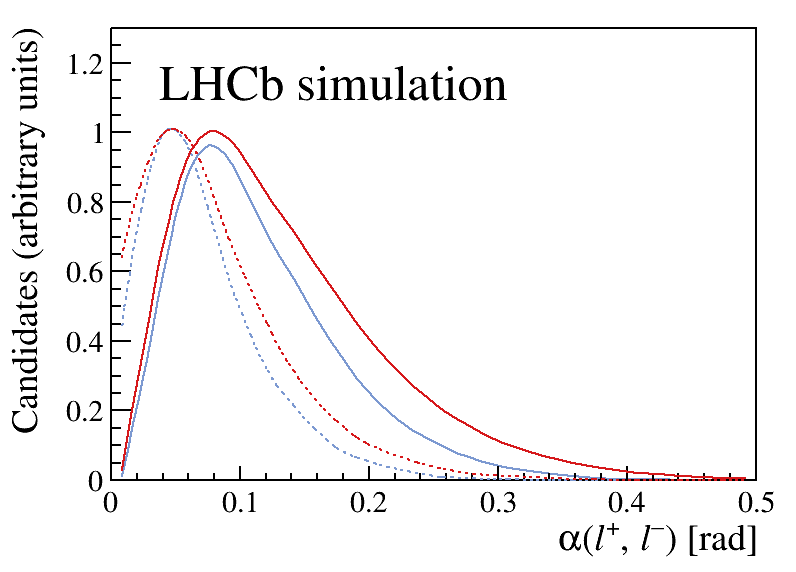 Candidates (arbitrary units)
LHCb simulation
1.2
1
0.8
0.6
0.4
0.2
0
0 0.1 0.2 0.3 0.4 0.5
α(l⁺, l⁻) [rad]